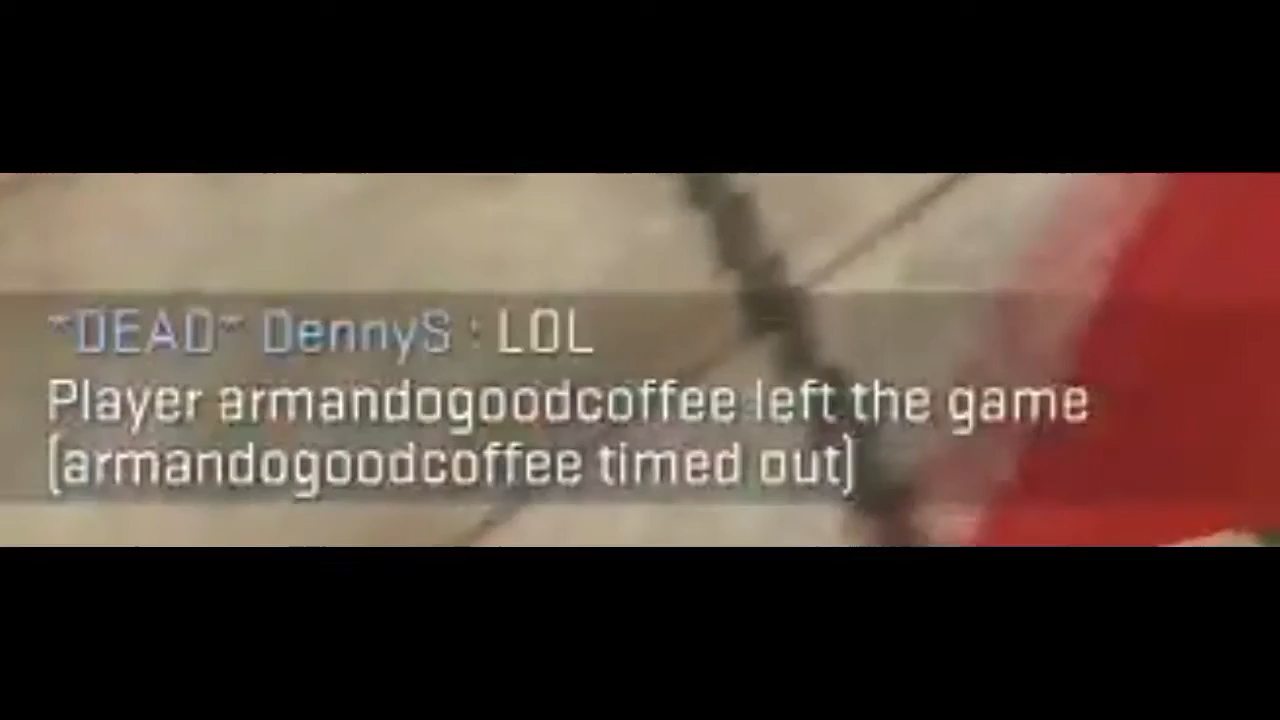 *DEAD* DennyS : LOL
Player armandogoodcoffee left the game
(armandogoodcoffee timed out)